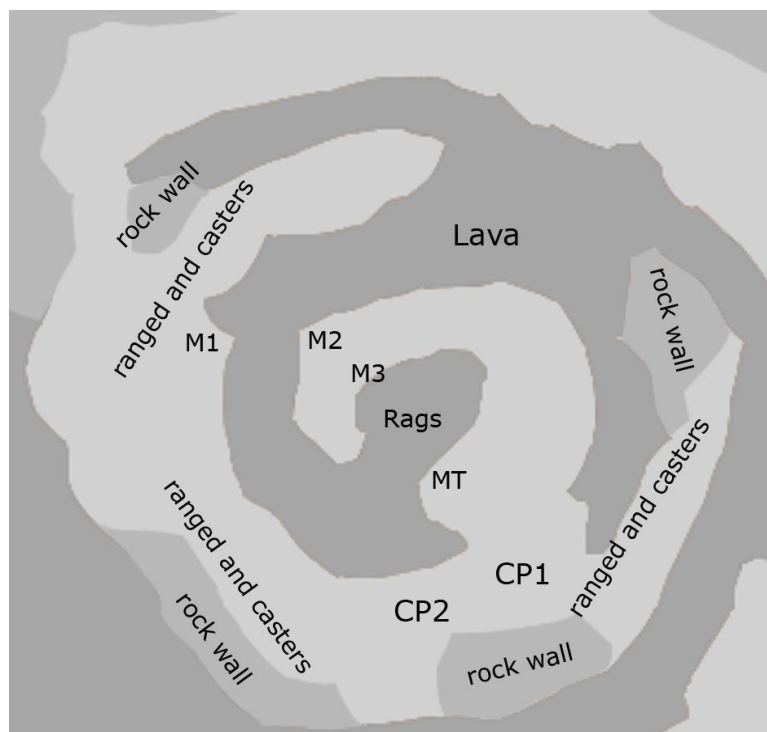 rock wall
ranged and casters
Lava
rock wall
M1
M2
M3
Rags
MT
ranged and casters
ranged and casters
CP1
CP2
rock wall
rock wall